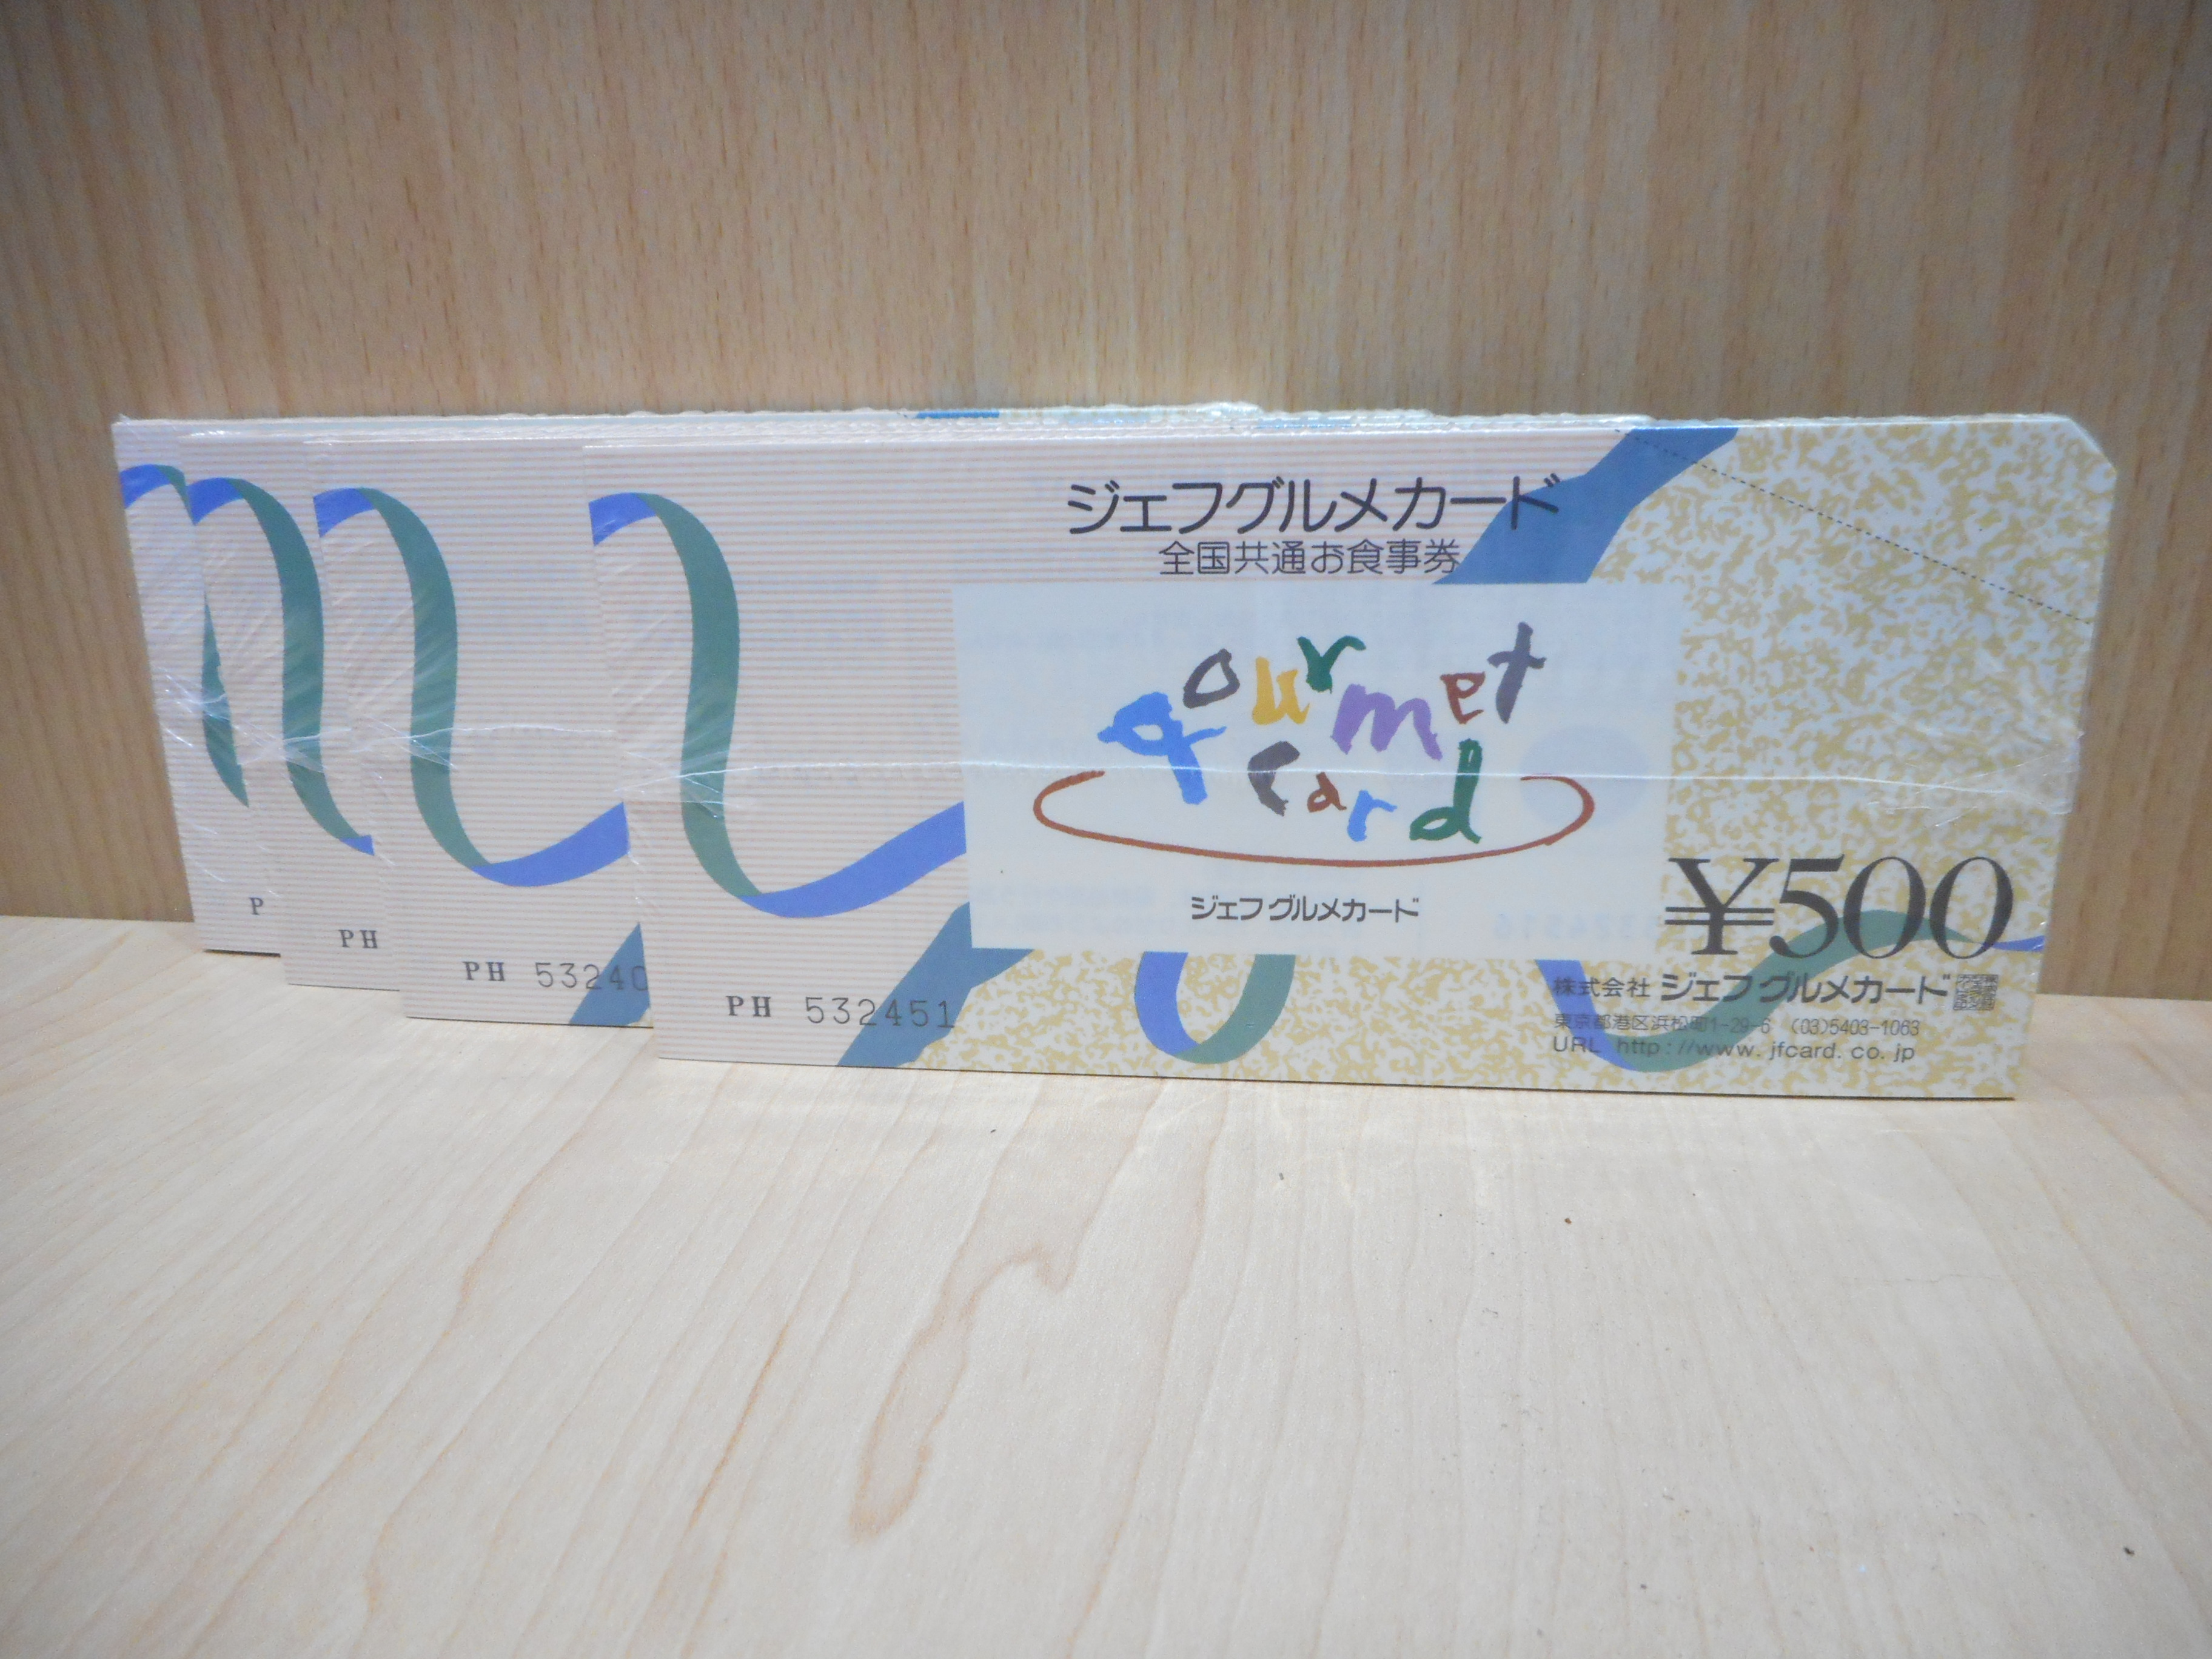 ジェフグルメカード
全国共通お食事券
gourmet
card
ジェフグルメカード
¥500
株式会社 ジェフグルメカード
東京都港区浜松町1-29-6 (03)5403-1063
URL http://www.jfcard.co.jp
P
PH
PH 53240
PH 532451